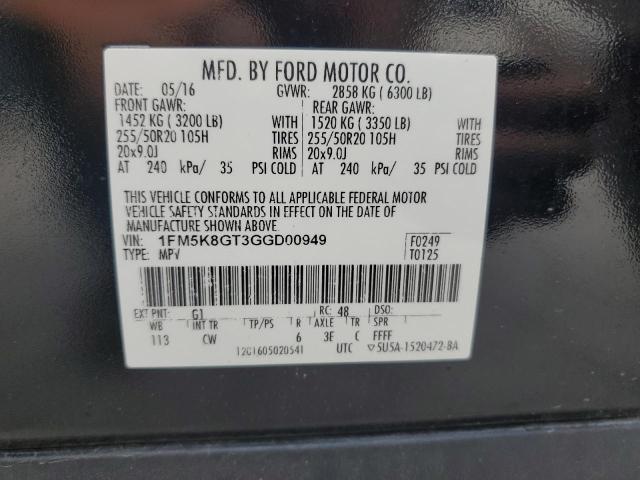 MFD. BY FORD MOTOR CO.
DATE: 05/16 GVWR: 2858 KG ( 6300 LB)
FRONT GAWR: REAR GAWR:
1452 KG ( 3200 LB) WITH 1520 KG ( 3350 LB) WITH
255/50R20 105H TIRES 255/50R20 105H TIRES
20x9.0J RIMS 20x9.0J RIMS
AT 240 kPa/ 35 PSI COLD AT 240 kPa/ 35 PSI COLD
THIS VEHICLE CONFORMS TO ALL APPLICABLE FEDERAL MOTOR
VEHICLE SAFETY STANDARDS IN EFFECT ON THE DATE OF
MANUFACTURE SHOWN ABOVE.
VIN: 1FM5K8GT3GGD00949 F0249
TYPE: MPV T0125
EXT PNT: G1 RC: 48 DSO:
WB INT TR TP/PS R AXLE TR SPR
113 CW 6 3E C FFFF
12G1605020541 UTC ▽5U5A-1520472-BA